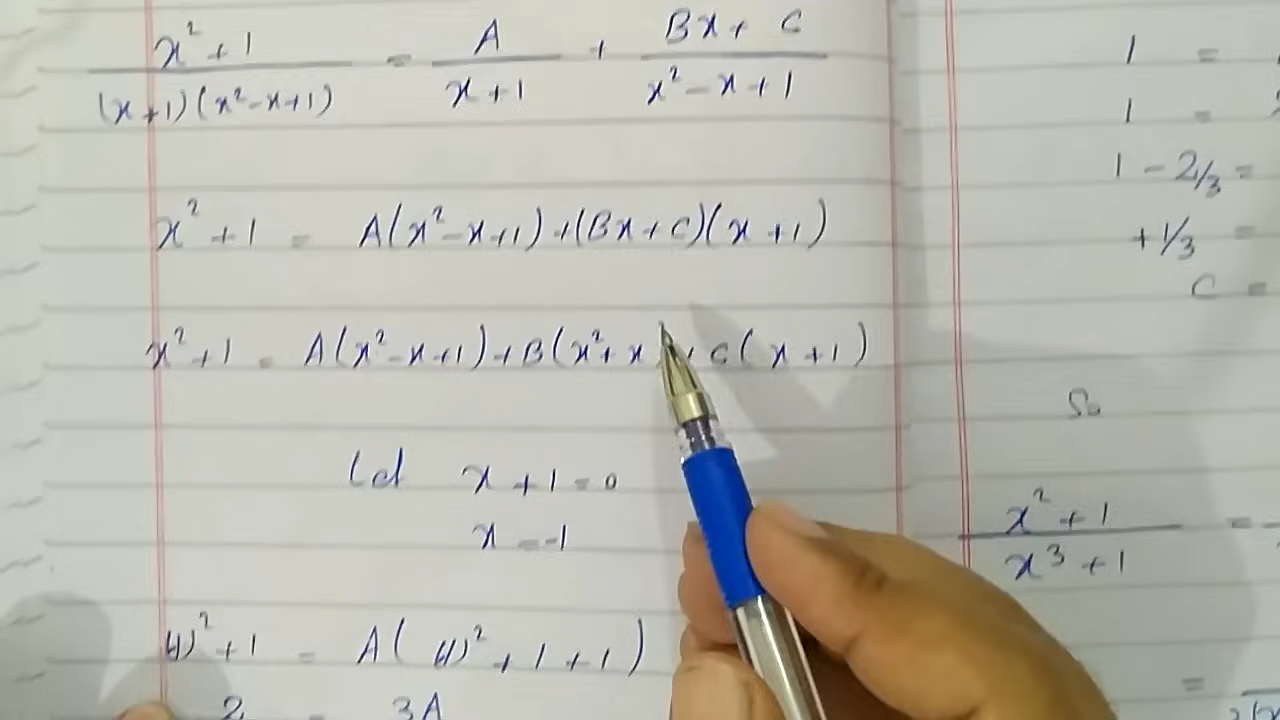 x² + 1 / (x + 1)(x² - x + 1) = A / x + 1 + Bx + C / x² - x + 1
x² + 1 = A(x² - x + 1) + (Bx + C)(x + 1)
x² + 1 = A(x² - x + 1) + B(x² + x) + C(x + 1)
Let x + 1 = 0
x = -1
(-1)² + 1 = A((-1)² + 1 + 1)
2 = 3A
1 =
1 =
1 - 2/3 =
+1/3 =
C =
So
x² + 1 / x³ + 1 =
=